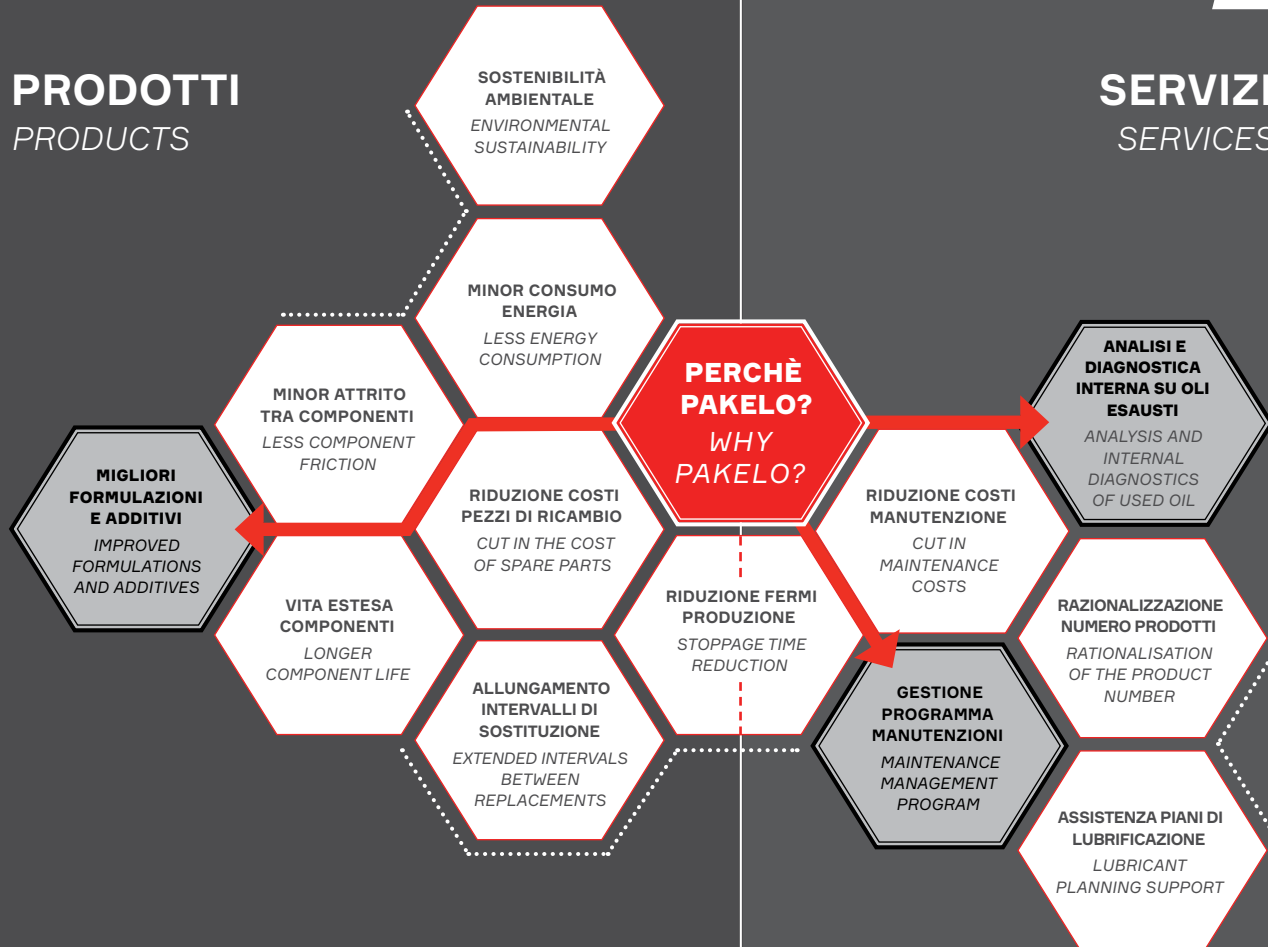 PRODOTTI
PRODUCTS
SERVIZI
SERVICES
SOSTENIBILITÀ
AMBIENTALE
ENVIRONMENTAL
SUSTAINABILITY
MINOR CONSUMO
ENERGIA
LESS ENERGY
CONSUMPTION
MINOR ATTRITO
TRA COMPONENTI
LESS COMPONENT
FRICTION
MIGLIORI
FORMULAZIONI
E ADDITIVI
IMPROVED
FORMULATIONS
AND ADDITIVES
RIDUZIONE COSTI
PEZZI DI RICAMBIO
CUT IN THE COST
OF SPARE PARTS
VITA ESTESA
COMPONENTI
LONGER
COMPONENT LIFE
ALLUNGAMENTO
INTERVALLI DI
SOSTITUZIONE
EXTENDED INTERVALS
BETWEEN
REPLACEMENTS
PERCHÈ
PAKELO?
WHY
PAKELO?
RIDUZIONE FERMI
PRODUZIONE
STOPPAGE TIME
REDUCTION
RIDUZIONE COSTI
MANUTENZIONE
CUT IN
MAINTENANCE
COSTS
ANALISI E
DIAGNOSTICA
INTERNA SU OLI
ESAUSTI
ANALYSIS AND
INTERNAL
DIAGNOSTICS
OF USED OIL
RAZIONALIZZAZIONE
NUMERO PRODOTTI
RATIONALISATION
OF THE PRODUCT
NUMBER
GESTIONE
PROGRAMMA
MANUTENZIONI
MAINTENANCE
MANAGEMENT
PROGRAM
ASSISTENZA PIANI DI
LUBRIFICAZIONE
LUBRICANT
PLANNING SUPPORT